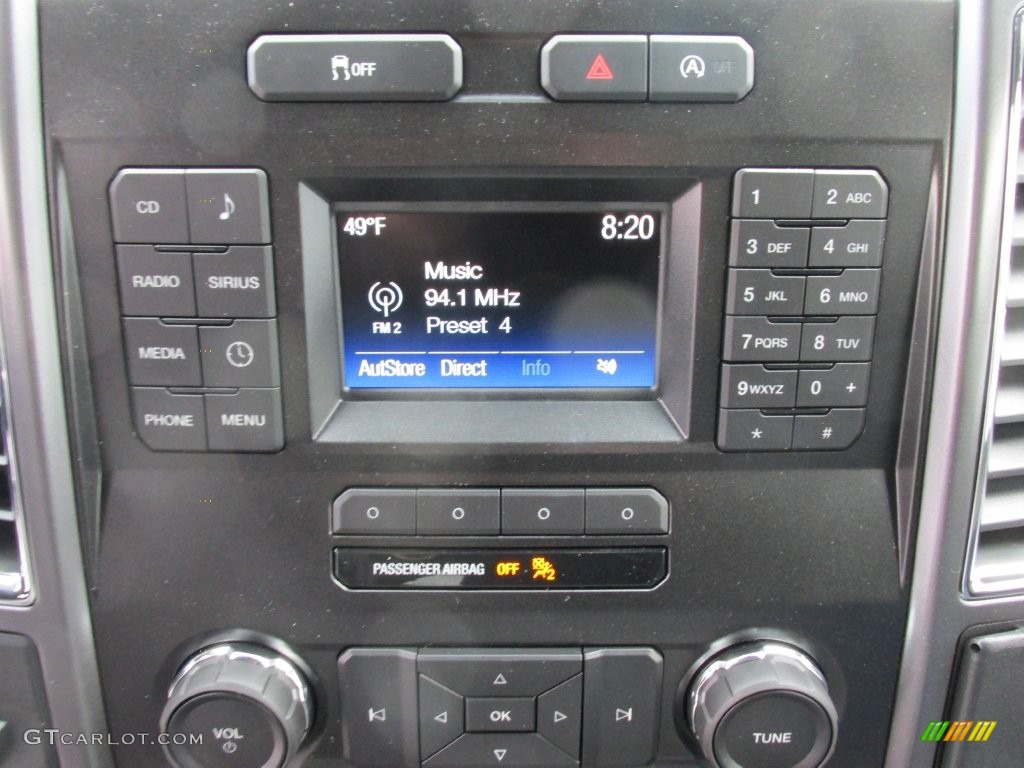 OFF
A OFF
CD
RADIO SIRIUS
MEDIA
PHONE MENU
49°F 8:20
Music
94.1 MHz
FM 2
Preset 4
AutStore Direct Info
1 2 ABC
3 DEF 4 GHI
5 JKL 6 MNO
7 PQRS 8 TUV
9 WXYZ 0 +
* #
PASSENGER AIRBAG OFF 2
VOL
OK
TUNE
GTCARLOT.COM